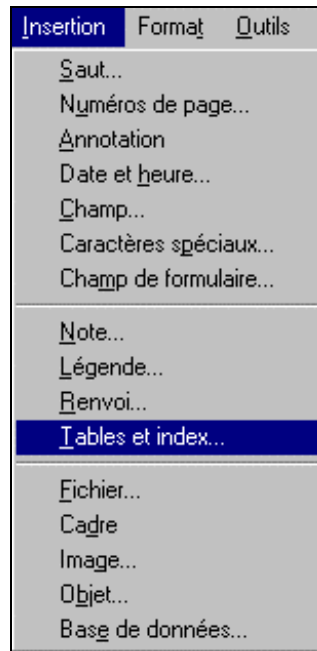 Insertion Format Outils
Saut...
Numéros de page...
Annotation
Date et heure...
Champ...
Caractères spéciaux...
Champ de formulaire...
Note...
Légende...
Renvoi...
Tables et index...
Fichier...
Cadre
Image...
Objet...
Base de données...